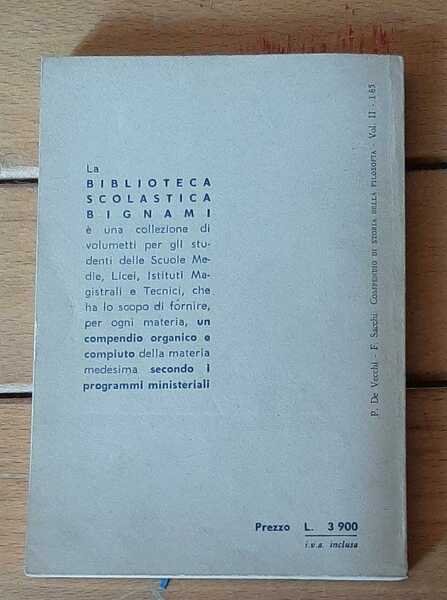 La
BIBLIOTECA
SCOLASTICA
BIGNAMI
è una collezione di
volumetti per gli stu-
denti delle Scuole Me-
die, Licei, Istituti Ma-
gistrali e Tecnici, che
ha lo scopo di fornire,
per ogni materia, un
compendio organico e
compiuto della materia
medesima secondo i
programmi ministeriali
Prezzo L. 3 900
i.v.a. inclusa
P. De Vecchi - F. Sacchi COMPENDIO DI STORIA DELLA FILOSOFIA - Vol. II - L65